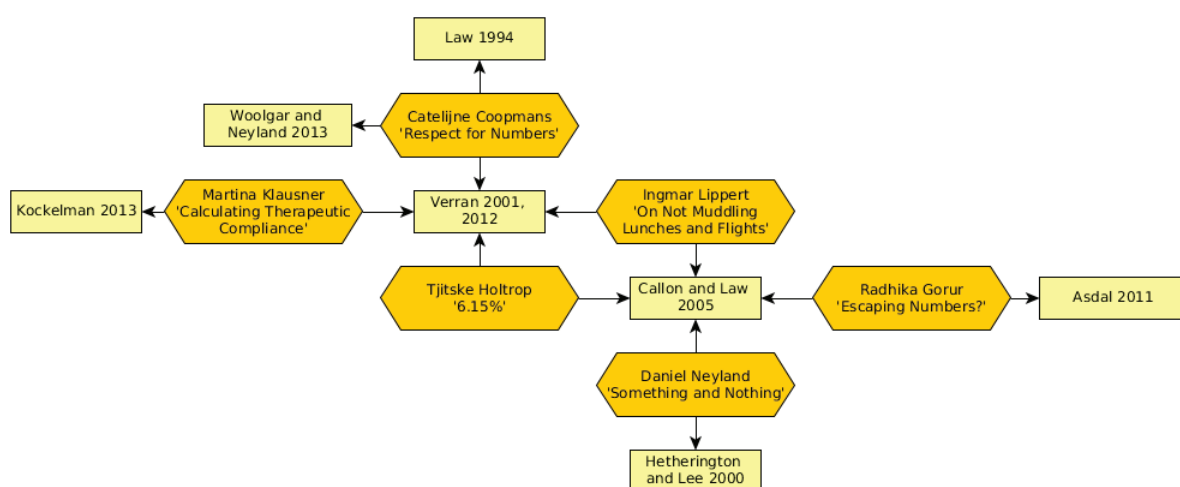 Law 1994
Catelijne Coopmans
'Respect for Numbers'
Woolgar and
Neyland 2013
Martina Klausner
'Calculating Therapeutic
Compliance'
Kockelman 2013
Verran 2001,
2012
Ingmar Lippert
'On Not Muddling
Lunches and Flights'
Tjitske Holtrop
'6.15%'
Callon and Law
2005
Radhika Gorur
'Escaping Numbers?'
Asdal 2011
Daniel Neyland
'Something and Nothing'
Hetherington
and Lee 2000